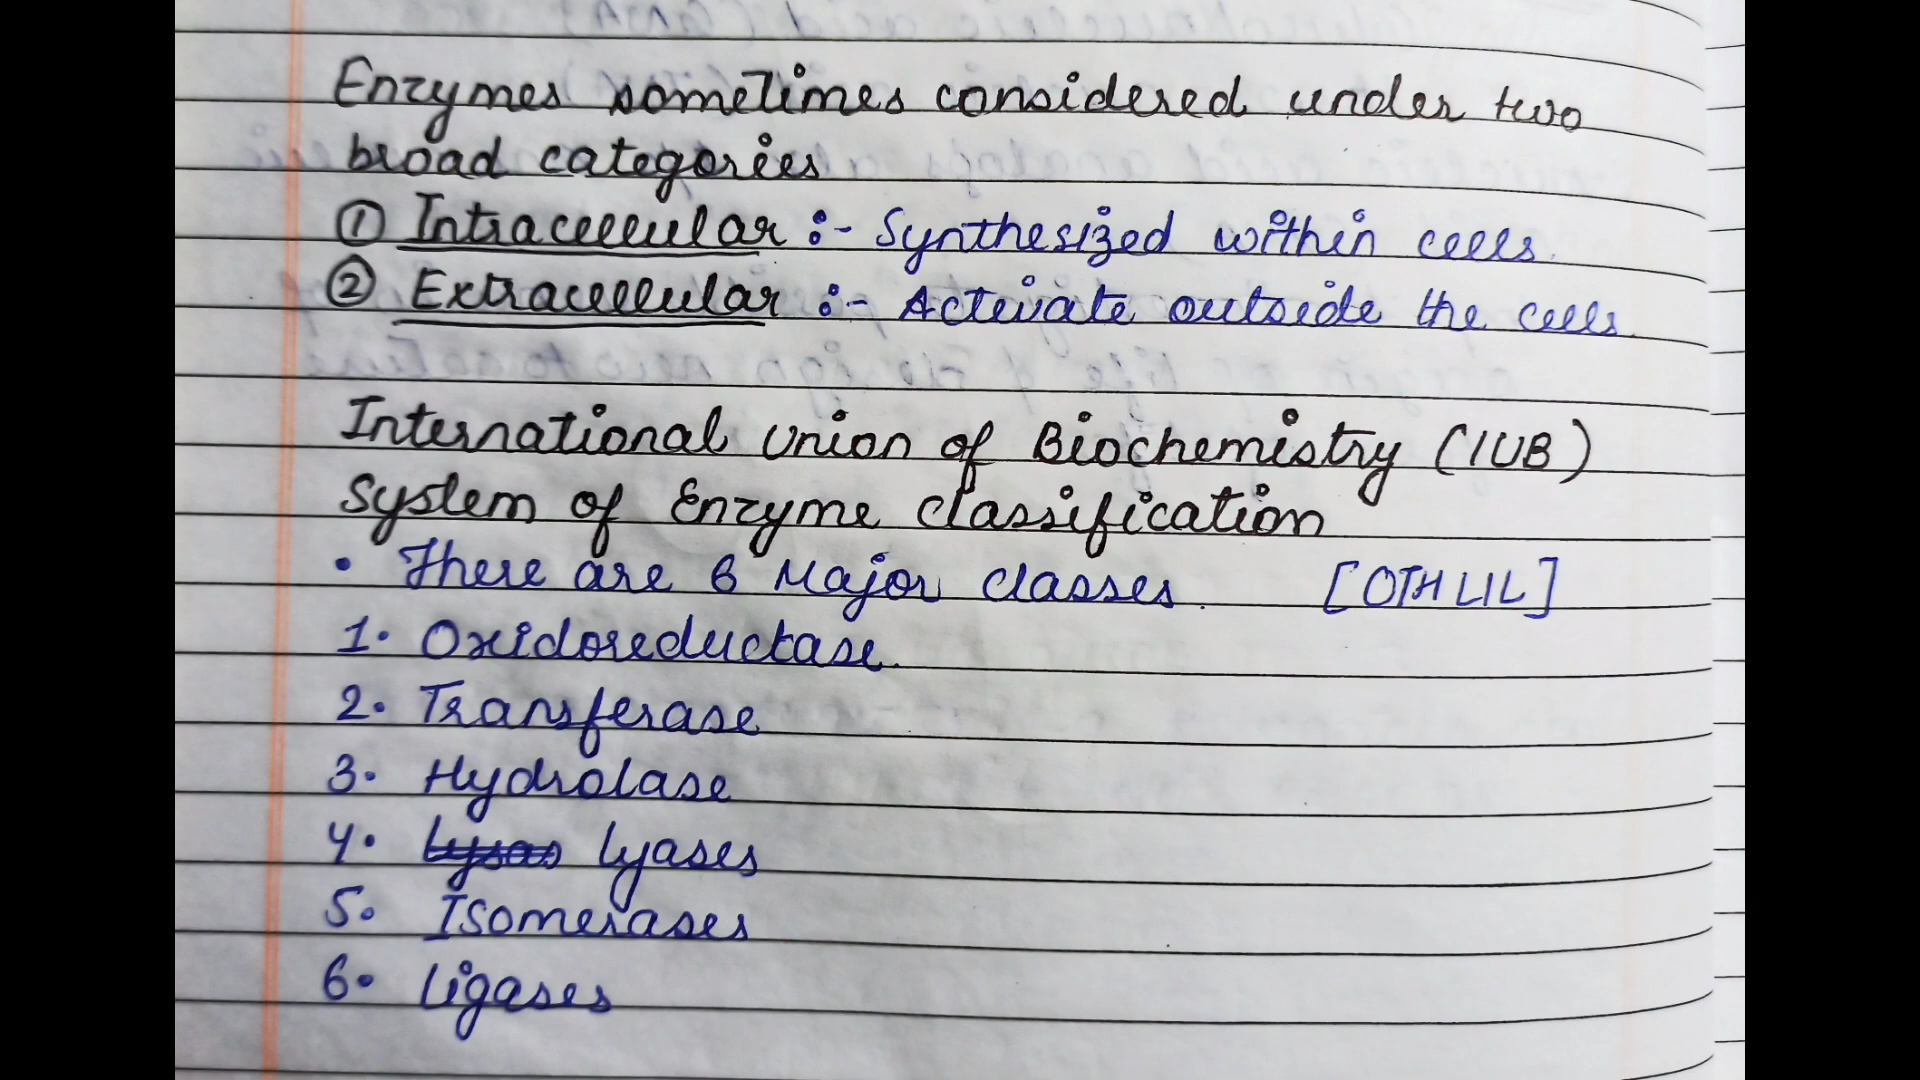 Enzymes sometimes considered under two
broad categories
① Intracellular :- Synthesized within cells.
② Extracellular :- Activate outside the cells.
International Union of Biochemistry (IUB)
System of Enzyme Classification
• There are 6 Major classes. [OTHLIL]
1. Oxidoreductase.
2. Transferase
3. Hydrolase
4. Lyases
5. Isomerases
6. Ligases